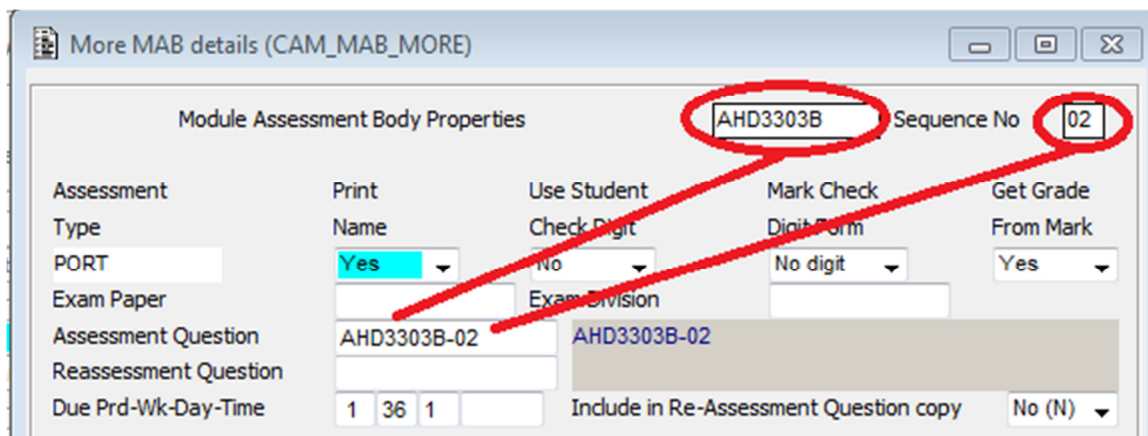 More MAB details (CAM_MAB_MORE)
Module Assessment Body Properties AHD3303B Sequence No 02
Assessment Print Use Student Mark Check Get Grade
Type Name Check Digit Digit Form From Mark
PORT Yes No No digit Yes
Exam Paper Exam Division
Assessment Question AHD3303B-02 AHD3303B-02
Reassessment Question
Due Prd-Wk-Day-Time 1 36 1 Include in Re-Assessment Question copy No (N)